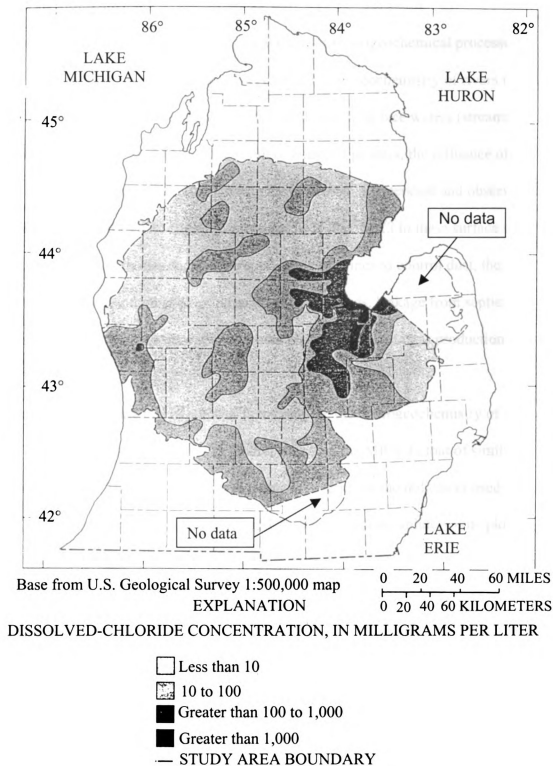 86°
85°
84°
83°
82°
LAKE
MICHIGAN
LAKE
HURON
45°
No data
44°
43°
42°
No data
LAKE
ERIE
Base from U.S. Geological Survey 1:500,000 map
0 20 40 60 MILES
0 20 40 60 KILOMETERS
EXPLANATION
DISSOLVED-CHLORIDE CONCENTRATION, IN MILLIGRAMS PER LITER
Less than 10
10 to 100
Greater than 100 to 1,000
Greater than 1,000
STUDY AREA BOUNDARY